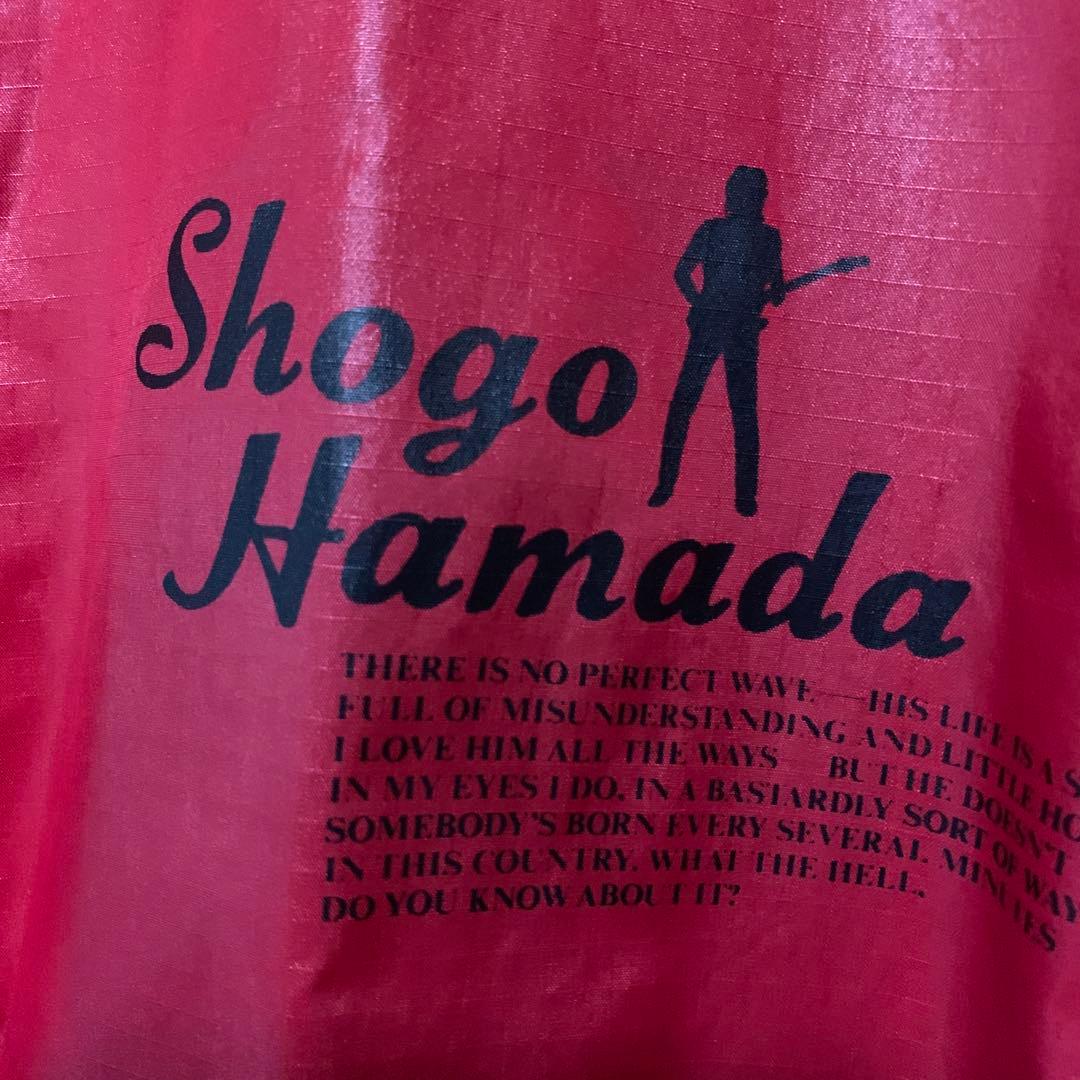 Shogo
Hamada
THERE IS NO PERFECT WAVE—HIS LIFE IS A S
FULL OF MISUNDERSTANDING AND LITTLE HO
I LOVE HIM ALL THE WAYS BUT HE DOESN'T
IN MY EYES I DO. IN A BASTARDLY SORT OF WAY
SOMEBODY'S BORN EVERY SEVERAL MINUTES
IN THIS COUNTRY. WHAT THE HELL.
DO YOU KNOW ABOUT IT?